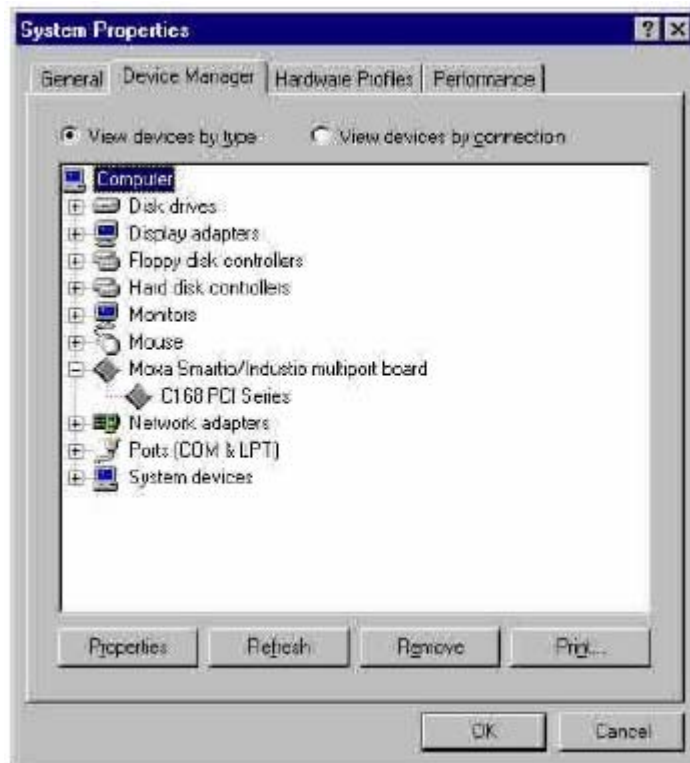 System Properties
General Device Manager Hardware Profiles Performance
View devices by type View devices by connection
Computer
Disk drives
Display adapters
Floppy disk controllers
Hard disk controllers
Monitors
Mouse
Moxa Smartio/Industio multiport board
C168 PCI Series
Network adapters
Ports (COM & LPT)
System devices
Properties Refresh Remove Print...
OK Cancel